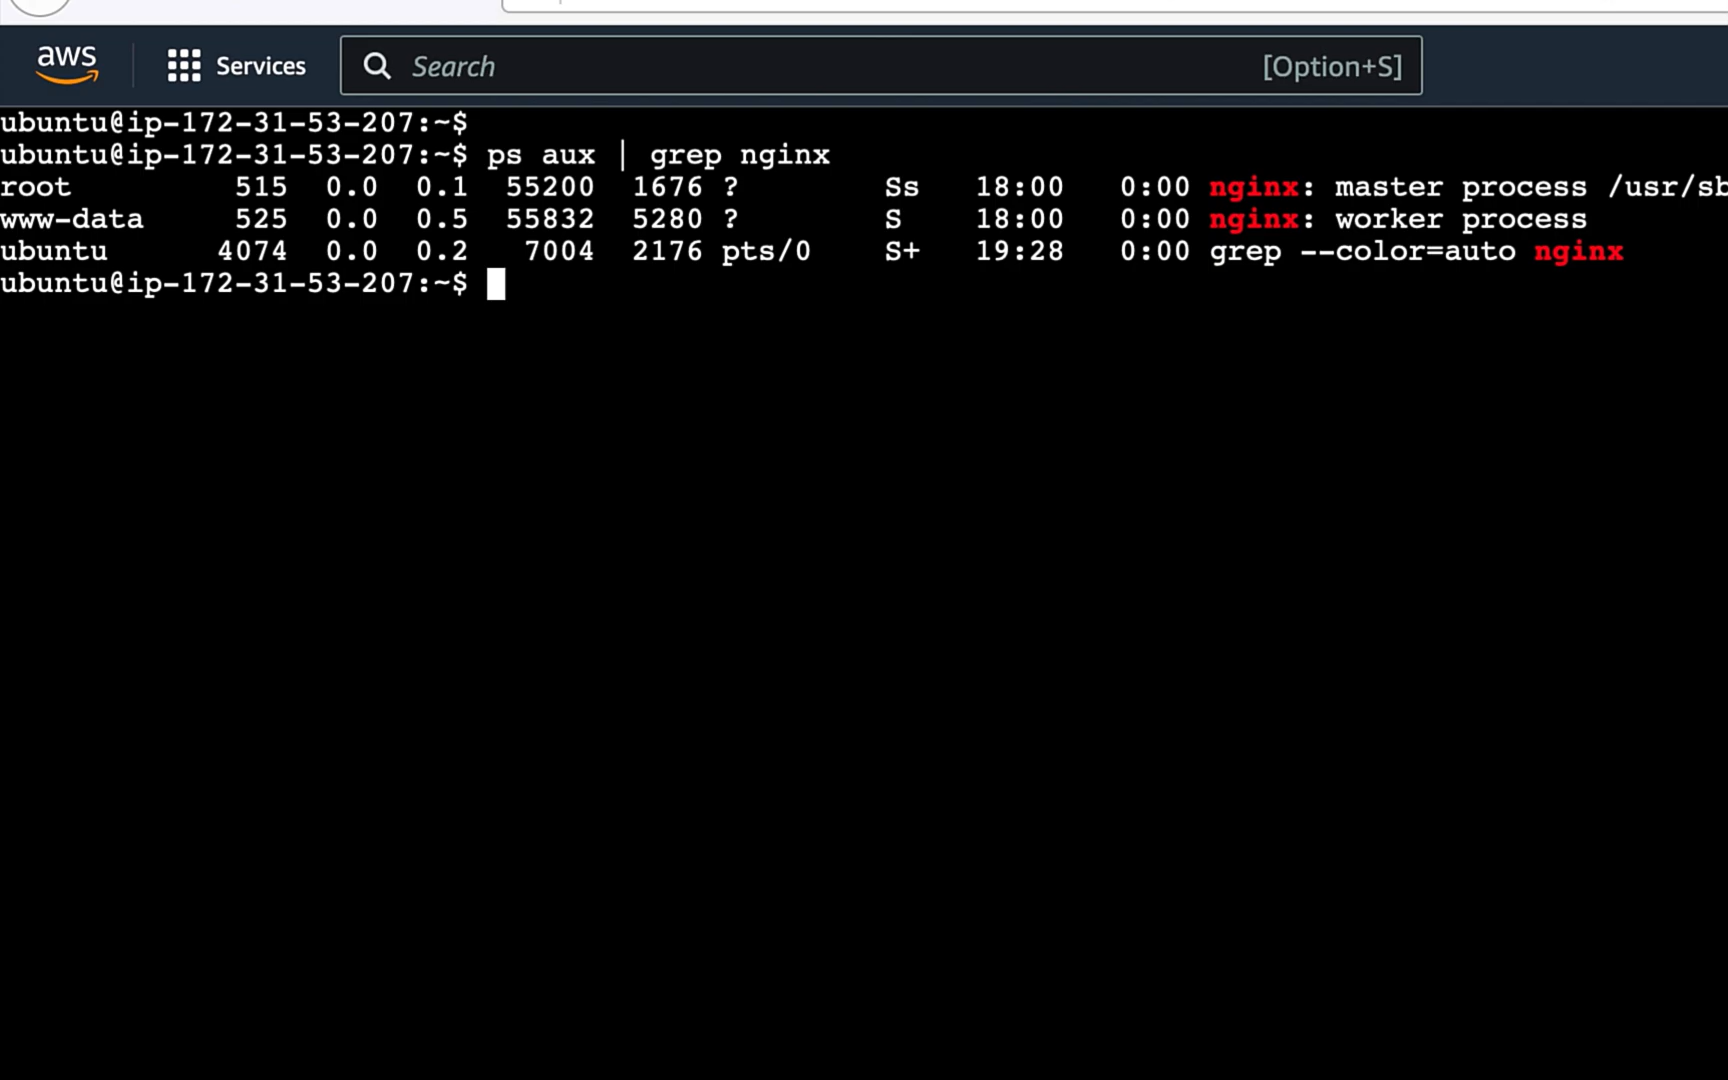 aws Services Search [Option+S]
ubuntu@ip-172-31-53-207:~$
ubuntu@ip-172-31-53-207:~$ ps aux | grep nginx
root 515 0.0 0.1 55200 1676 ? Ss 18:00 0:00 nginx: master process /usr/sb
www-data 525 0.0 0.5 55832 5280 ? S 18:00 0:00 nginx: worker process
ubuntu 4074 0.0 0.2 7004 2176 pts/0 S+ 19:28 0:00 grep --color=auto nginx
ubuntu@ip-172-31-53-207:~$